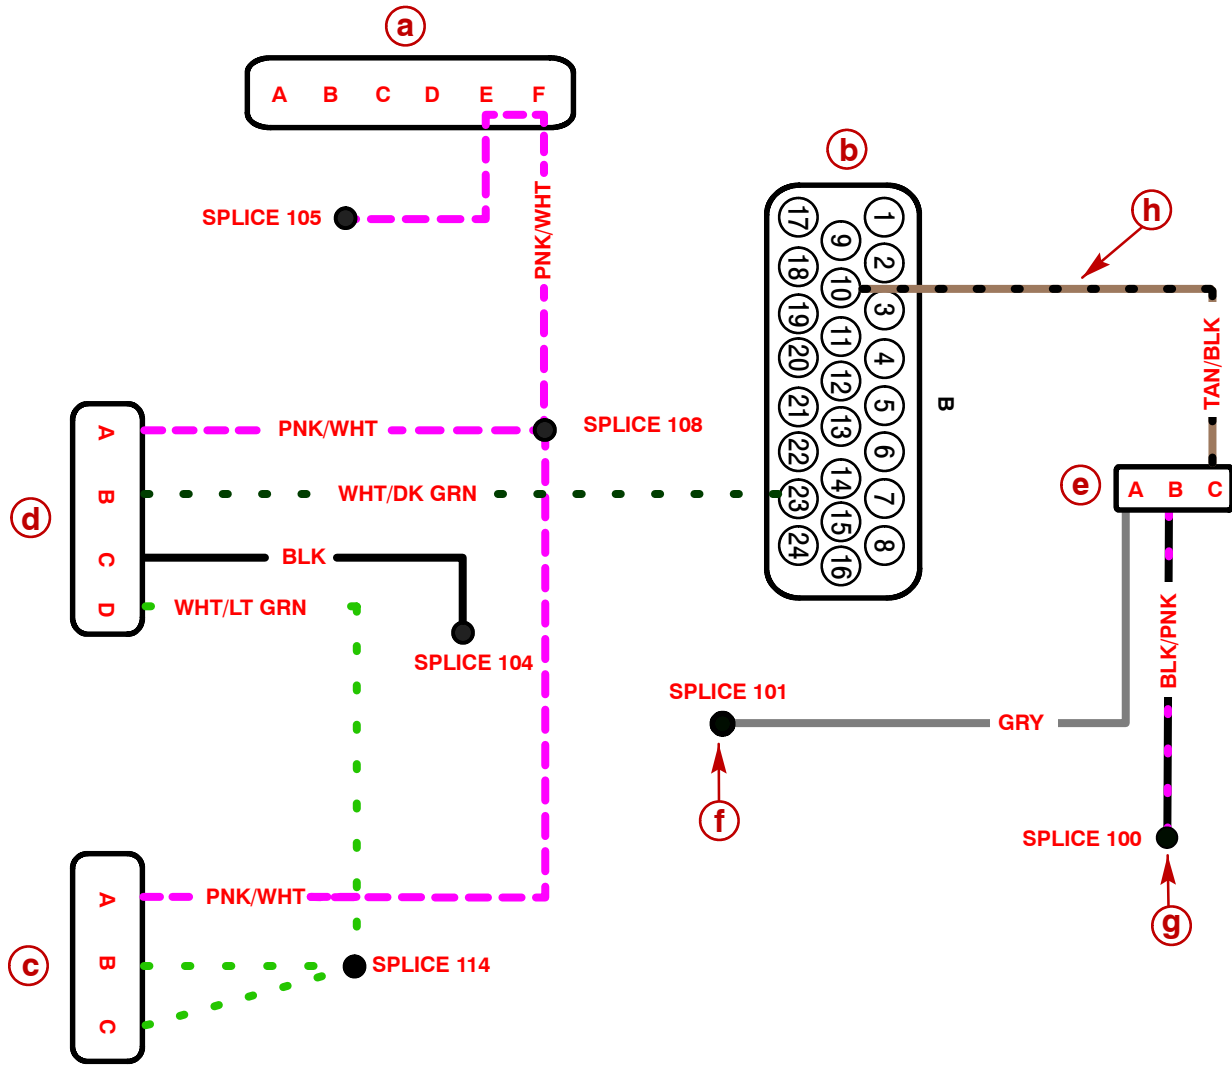 a
A B C D E F
SPLICE 105
PNK/WHT
b
17 18 19 20 21 22 23 24
9 10 11 12 13 14 15 16
1 2 3 4 5 6 7 8
B
h
TAN/BLK
d
A
B
C
D
PNK/WHT
SPLICE 108
WHT/DK GRN
BLK
WHT/LT GRN
SPLICE 104
e
A B C
BLK/PNK
SPLICE 101
GRY
f
SPLICE 100
g
c
A
B
C
PNK/WHT
SPLICE 114